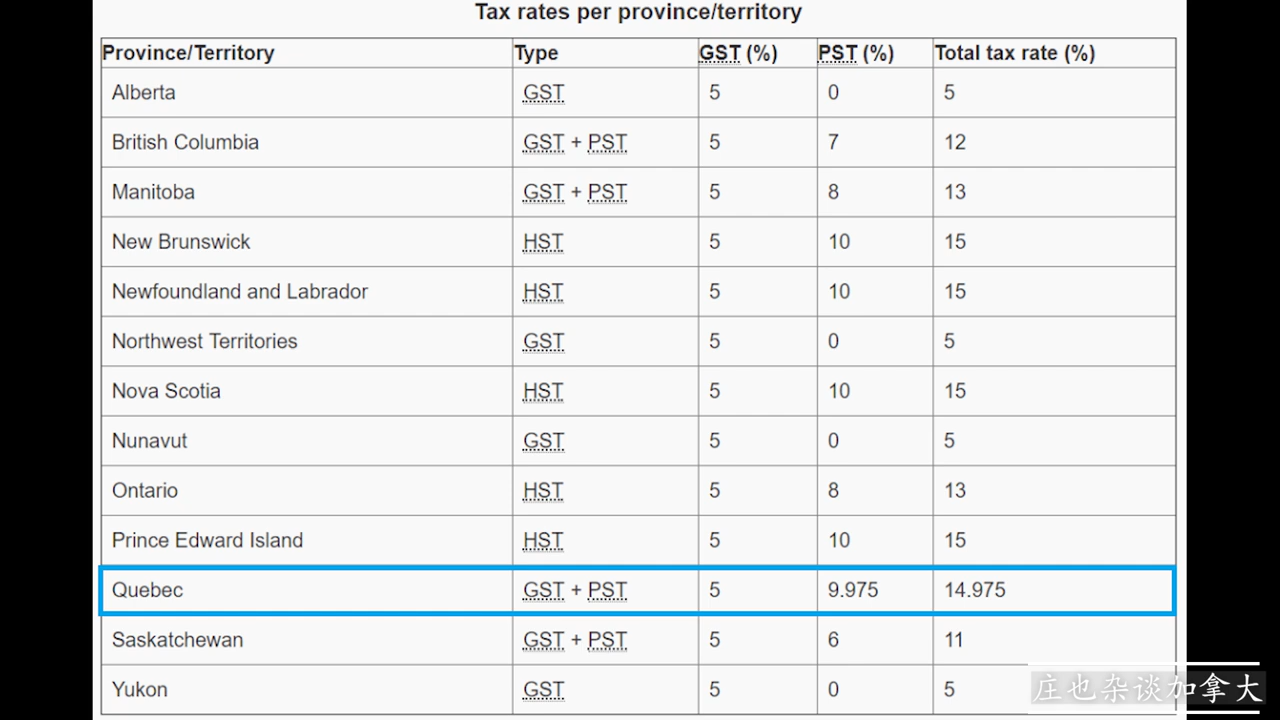 Tax rates per province/territory
Province/Territory Type GST (%) PST (%) Total tax rate (%)
Alberta GST 5 0 5
British Columbia GST + PST 5 7 12
Manitoba GST + PST 5 8 13
New Brunswick HST 5 10 15
Newfoundland and Labrador HST 5 10 15
Northwest Territories GST 5 0 5
Nova Scotia HST 5 10 15
Nunavut GST 5 0 5
Ontario HST 5 8 13
Prince Edward Island HST 5 10 15
Quebec GST + PST 5 9.975 14.975
Saskatchewan GST + PST 5 6 11
Yukon GST 5 0 5
庄也杂谈加拿大